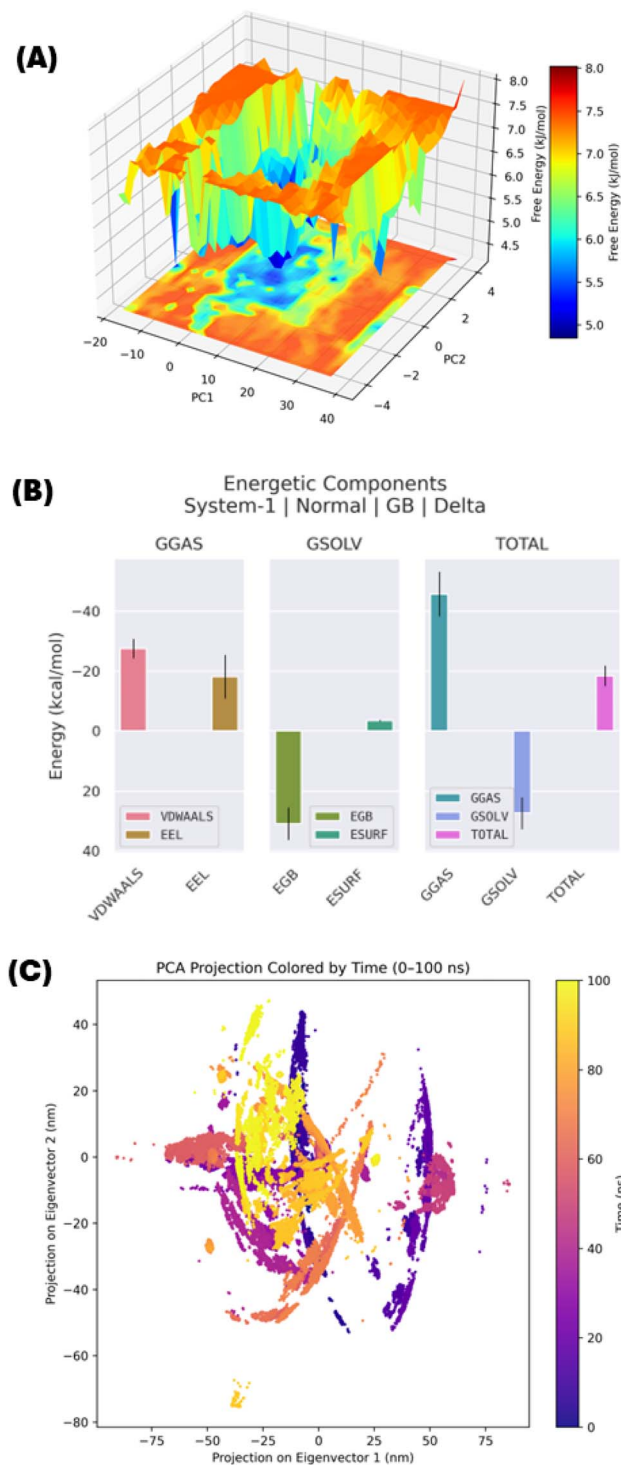 (A)
8.0
7.5
7.0
6.5
6.0
5.5
5.0
4.5
Free Energy (kJ/mol)
8.0
7.5
7.0
6.5
6.0
5.5
5.0
Free Energy (kJ/mol)
−20
−10
0
10
20
30
40
PC1
−4
−2
0
2
4
PC2
(B)
Energetic Components
System-1 | Normal | GB | Delta
GGAS
GSOLV
TOTAL
Energy (kcal/mol)
−40
−20
0
20
40
VDWAALS
EEL
EGB
ESURF
GGAS
GSOLV
TOTAL
VDWAALS
EEL
EGB
ESURF
GGAS
GSOLV
TOTAL
(C)
PCA Projection Colored by Time (0–100 ns)
Projection on Eigenvector 2 (nm)
40
20
0
−20
−40
−60
−80
−75
−50
−25
0
25
50
75
Projection on Eigenvector 1 (nm)
100
80
60
40
20
0
Time (ns)